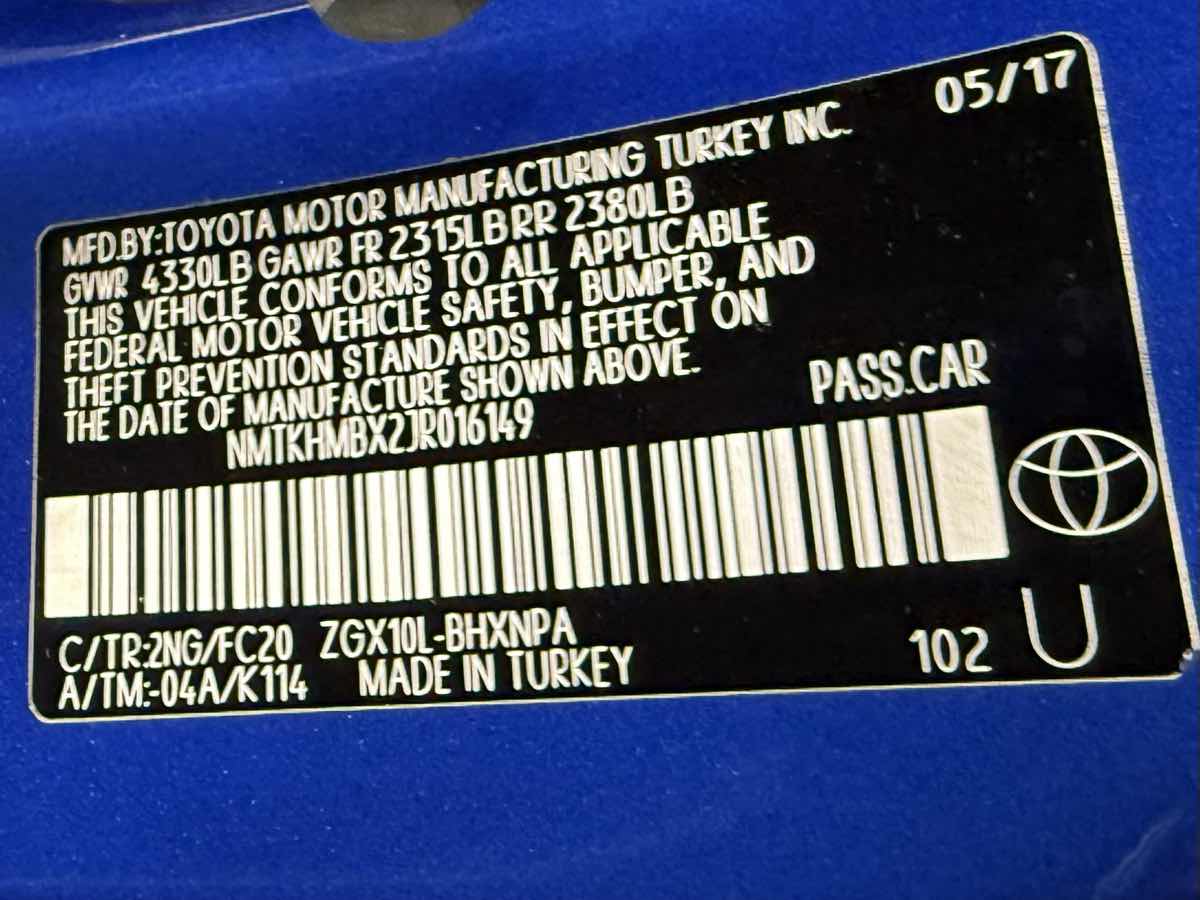 05/17
MFD.BY:TOYOTA MOTOR MANUFACTURING TURKEY INC.
GVWR 4330LB GAWR FR 2315LB RR 2380LB
THIS VEHICLE CONFORMS TO ALL APPLICABLE
FEDERAL MOTOR VEHICLE SAFETY, BUMPER, AND
THEFT PREVENTION STANDARDS IN EFFECT ON
THE DATE OF MANUFACTURE SHOWN ABOVE.
NMTKHMBX2JR016149 PASS.CAR
C/TR:2NG/FC20 ZGX10L-BHXNPA
A/TM:-04A/K114 MADE IN TURKEY 102 U